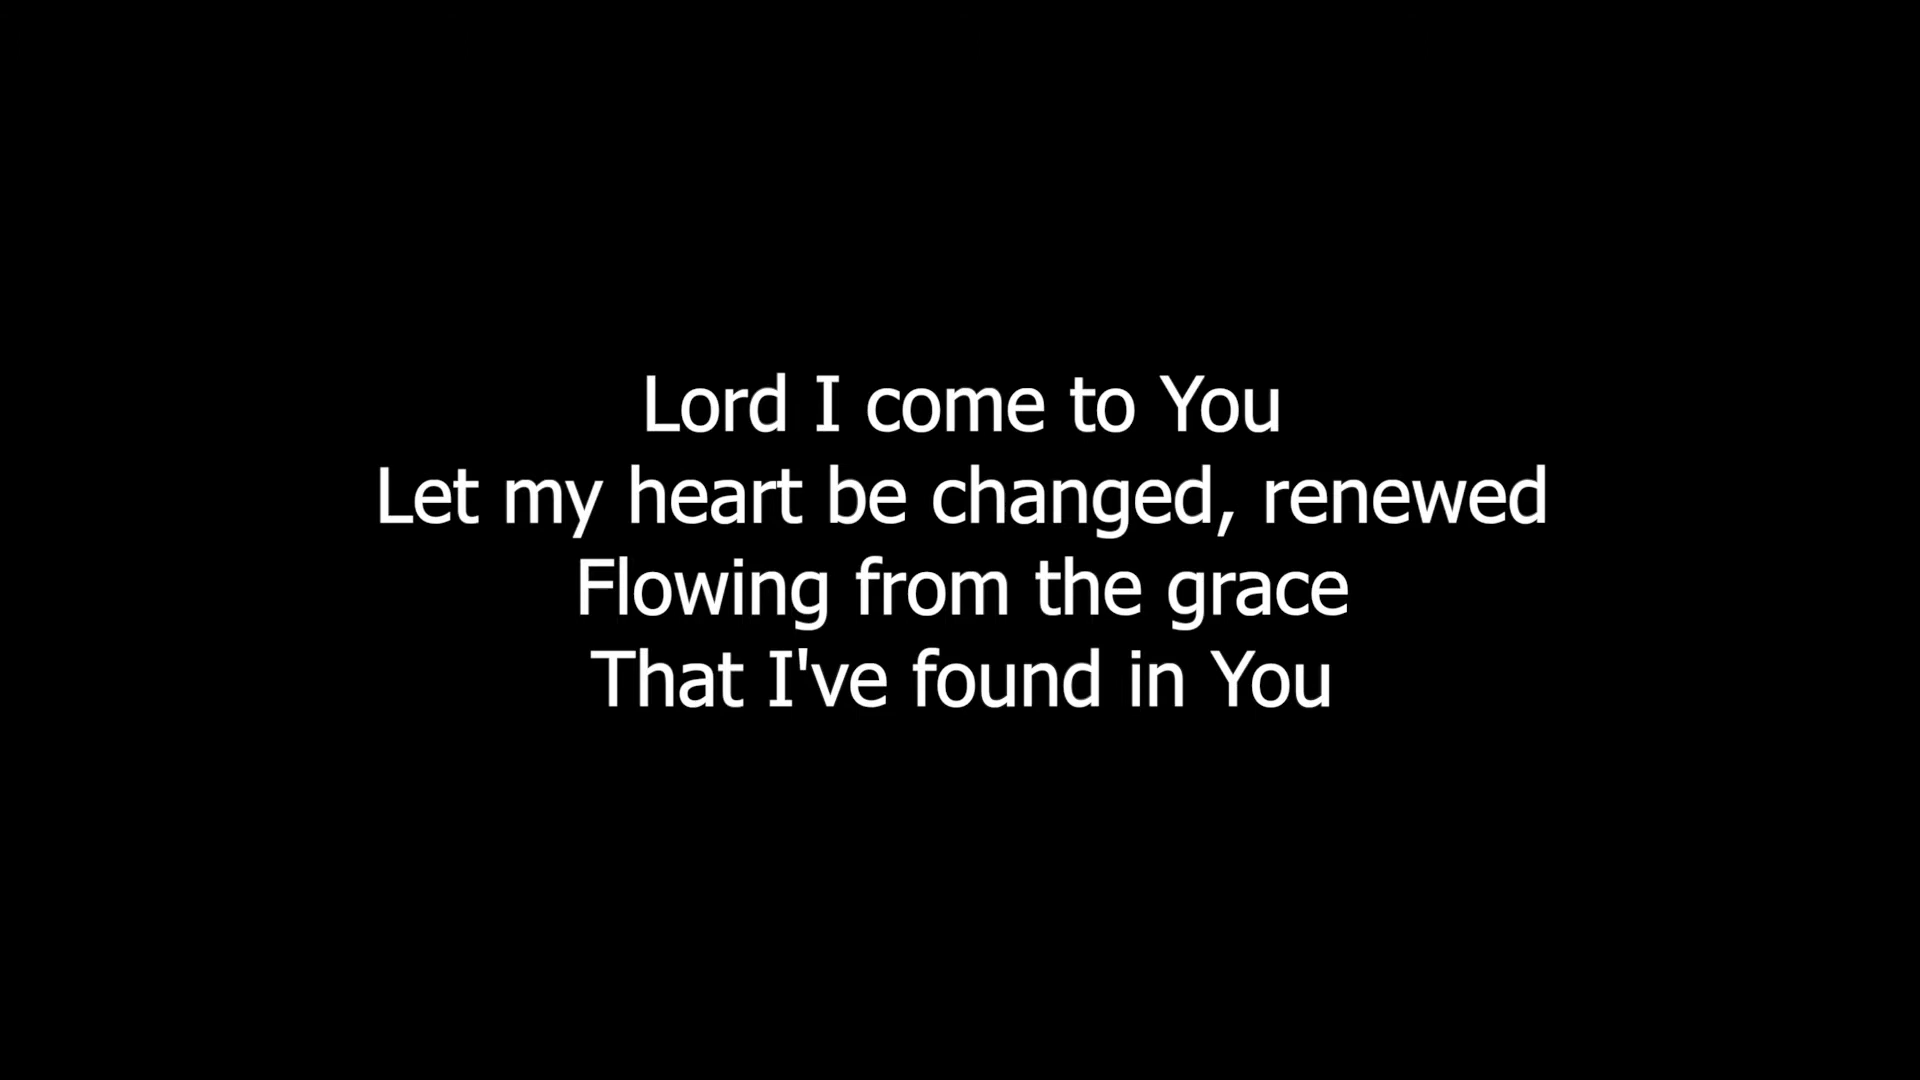 Lord I come to You
Let my heart be changed, renewed
Flowing from the grace
That I've found in You